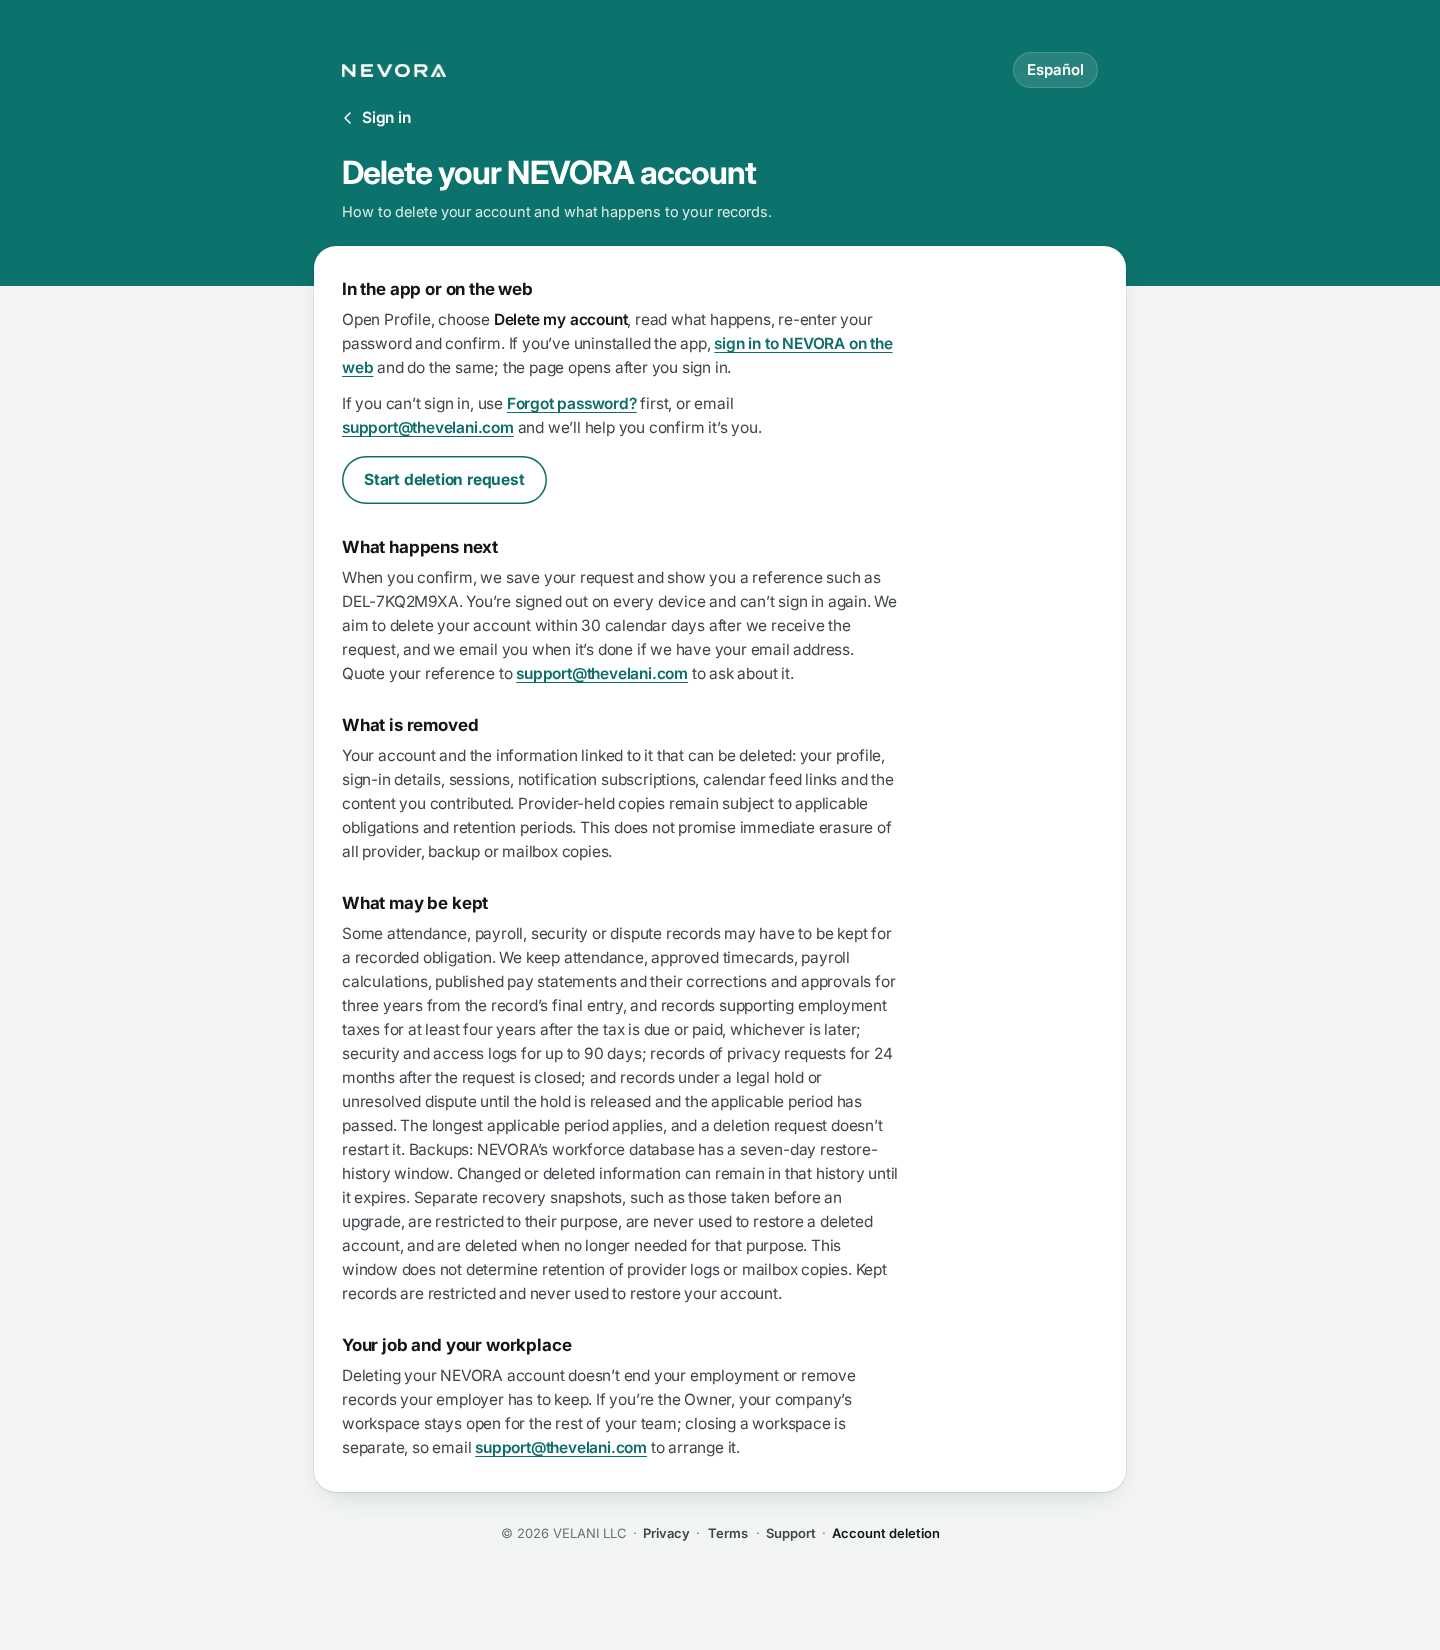 NEVORA
Español
Sign in
Delete your NEVORA account
How to delete your account and what happens to your records.
In the app or on the web
Open Profile, choose Delete my account, read what happens, re-enter your
password and confirm. If you’ve uninstalled the app, sign in to NEVORA on the
web and do the same; the page opens after you sign in.
If you can’t sign in, use Forgot password? first, or email
support@thevelani.com and we’ll help you confirm it’s you.
Start deletion request
What happens next
When you confirm, we save your request and show you a reference such as
DEL-7KQ2M9XA. You’re signed out on every device and can’t sign in again. We
aim to delete your account within 30 calendar days after we receive the
request, and we email you when it’s done if we have your email address.
Quote your reference to support@thevelani.com to ask about it.
What is removed
Your account and the information linked to it that can be deleted: your profile,
sign-in details, sessions, notification subscriptions, calendar feed links and the
content you contributed. Provider-held copies remain subject to applicable
obligations and retention periods. This does not promise immediate erasure of
all provider, backup or mailbox copies.
What may be kept
Some attendance, payroll, security or dispute records may have to be kept for
a recorded obligation. We keep attendance, approved timecards, payroll
calculations, published pay statements and their corrections and approvals for
three years from the record’s final entry, and records supporting employment
taxes for at least four years after the tax is due or paid, whichever is later;
security and access logs for up to 90 days; records of privacy requests for 24
months after the request is closed; and records under a legal hold or
unresolved dispute until the hold is released and the applicable period has
passed. The longest applicable period applies, and a deletion request doesn’t
restart it. Backups: NEVORA’s workforce database has a seven-day restore-
history window. Changed or deleted information can remain in that history until
it expires. Separate recovery snapshots, such as those taken before an
upgrade, are restricted to their purpose, are never used to restore a deleted
account, and are deleted when no longer needed for that purpose. This
window does not determine retention of provider logs or mailbox copies. Kept
records are restricted and never used to restore your account.
Your job and your workplace
Deleting your NEVORA account doesn’t end your employment or remove
records your employer has to keep. If you’re the Owner, your company’s
workspace stays open for the rest of your team; closing a workspace is
separate, so email support@thevelani.com to arrange it.
© 2026 VELANI LLC · Privacy · Terms · Support · Account deletion